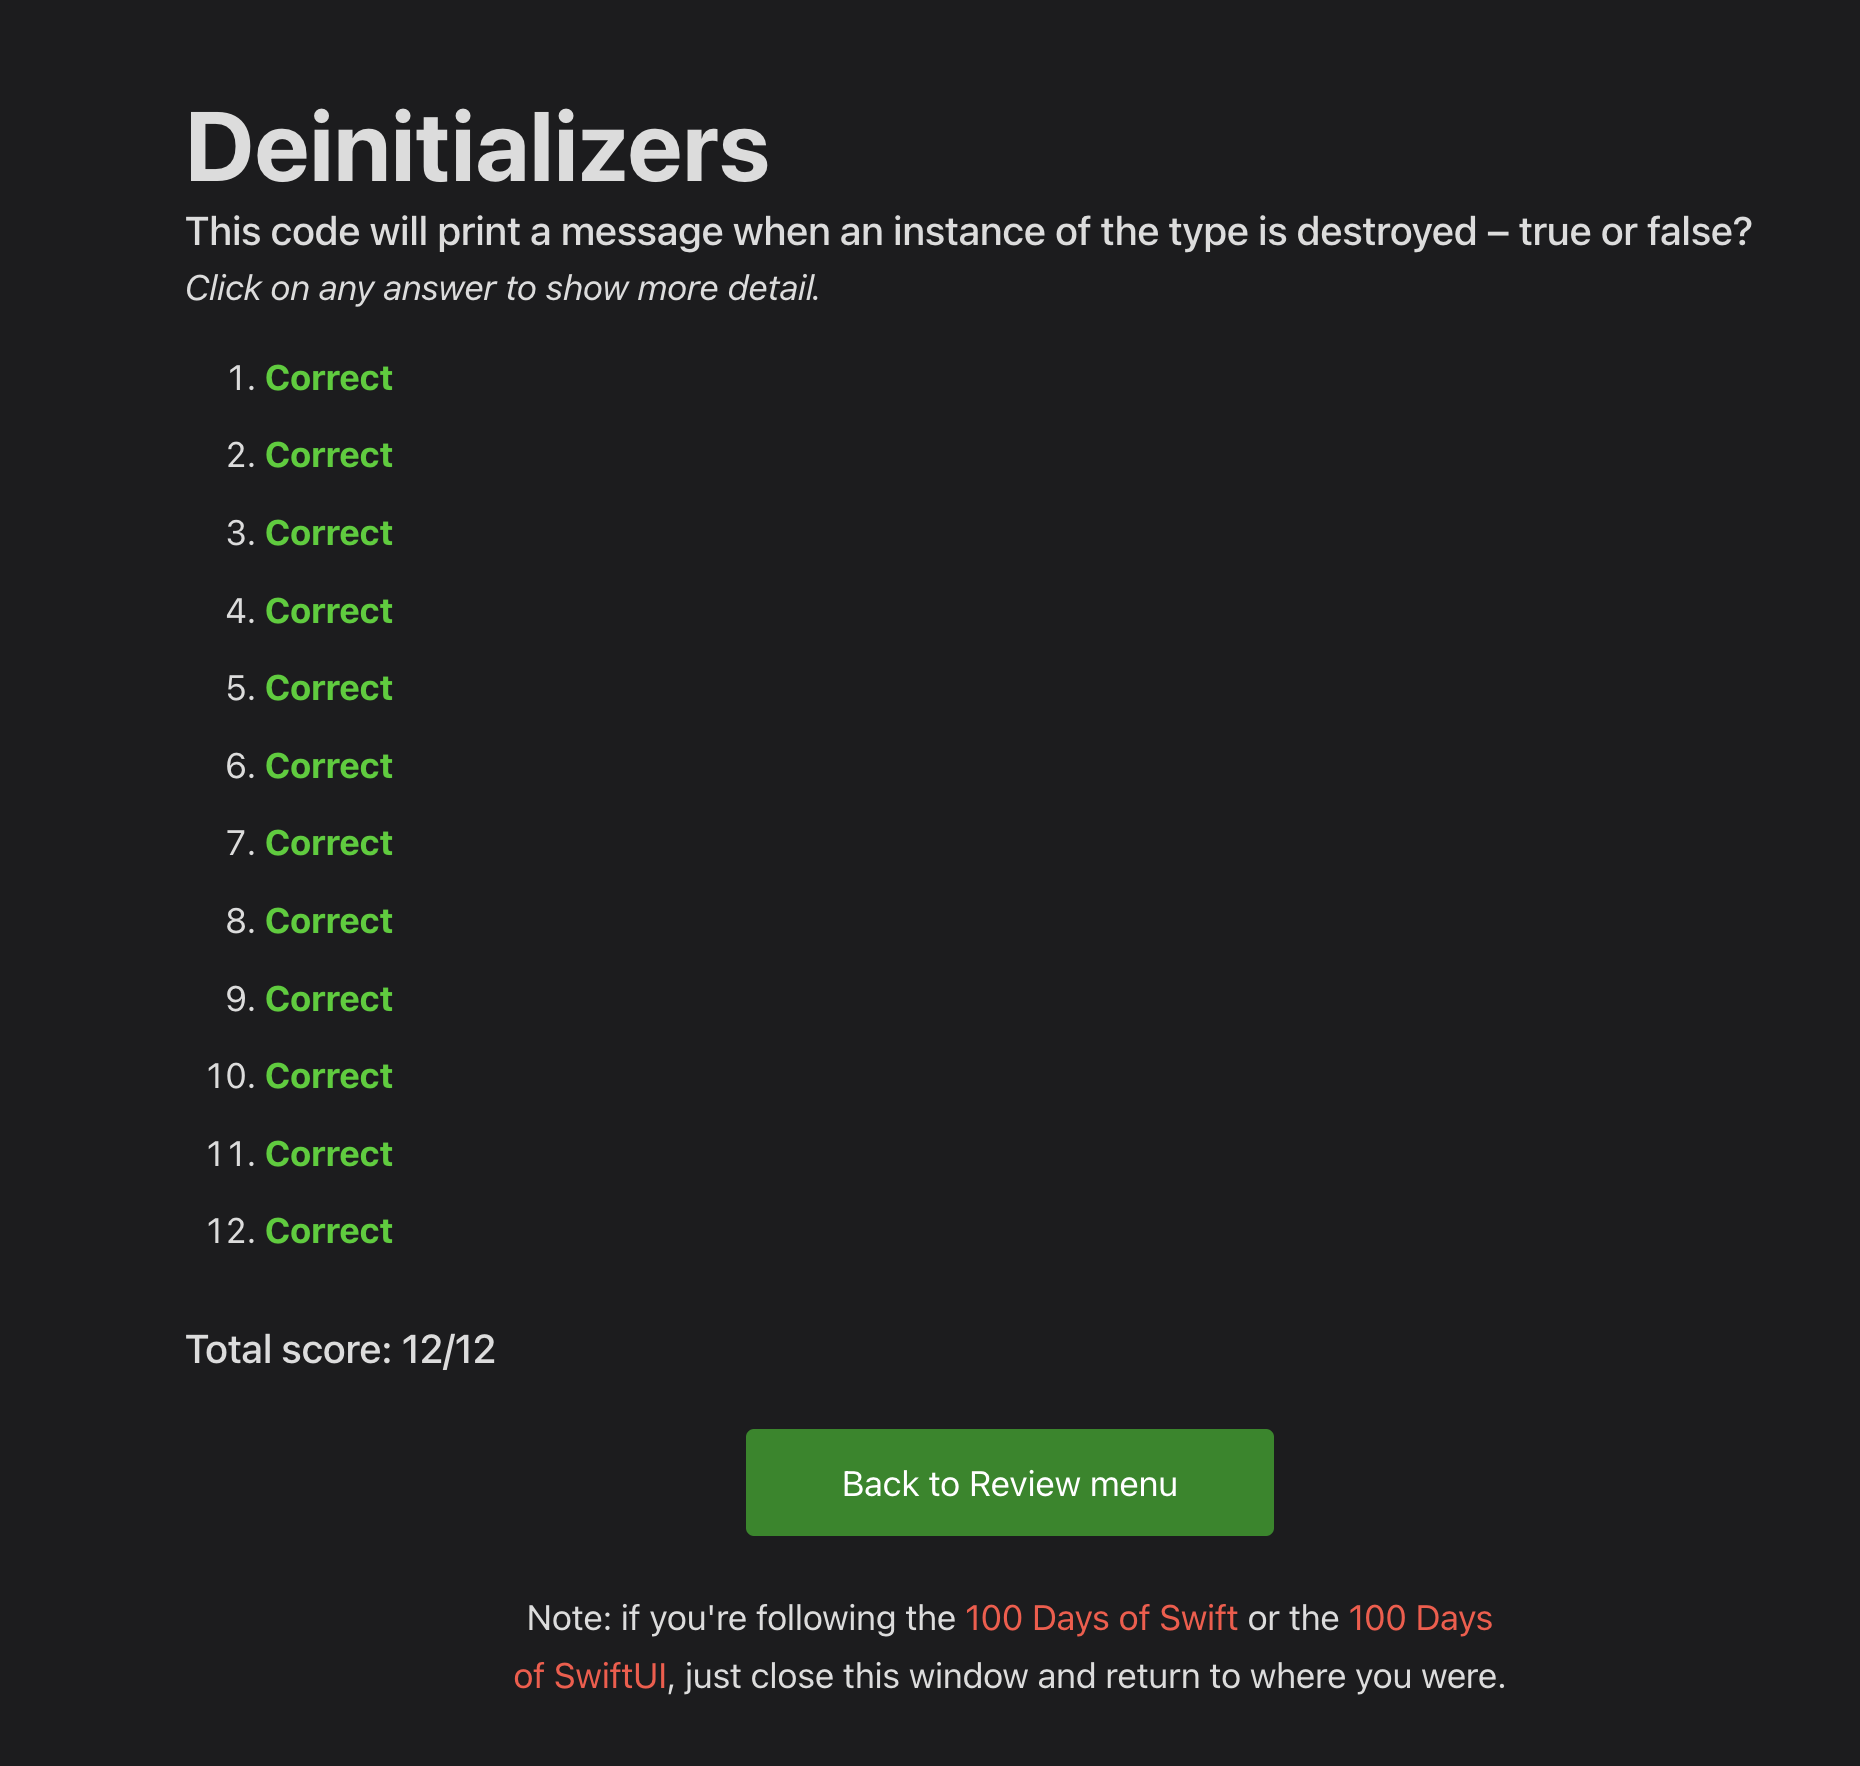 Deinitializers
This code will print a message when an instance of the type is destroyed – true or false?
Click on any answer to show more detail.
1. Correct
2. Correct
3. Correct
4. Correct
5. Correct
6. Correct
7. Correct
8. Correct
9. Correct
10. Correct
11. Correct
12. Correct
Total score: 12/12
Back to Review menu
Note: if you're following the 100 Days of Swift or the 100 Days
of SwiftUI, just close this window and return to where you were.